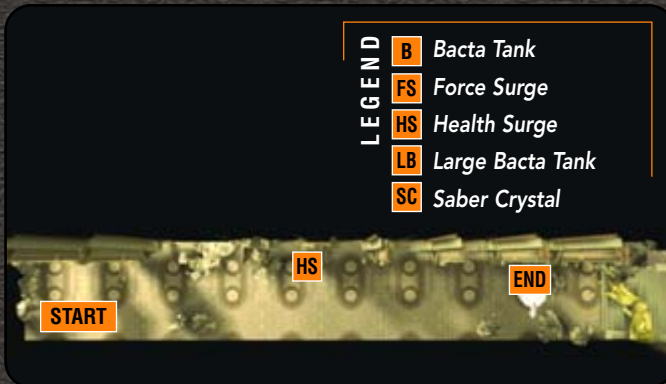 LEGEND
B Bacta Tank
FS Force Surge
HS Health Surge
LB Large Bacta Tank
SC Saber Crystal
HS
END
START